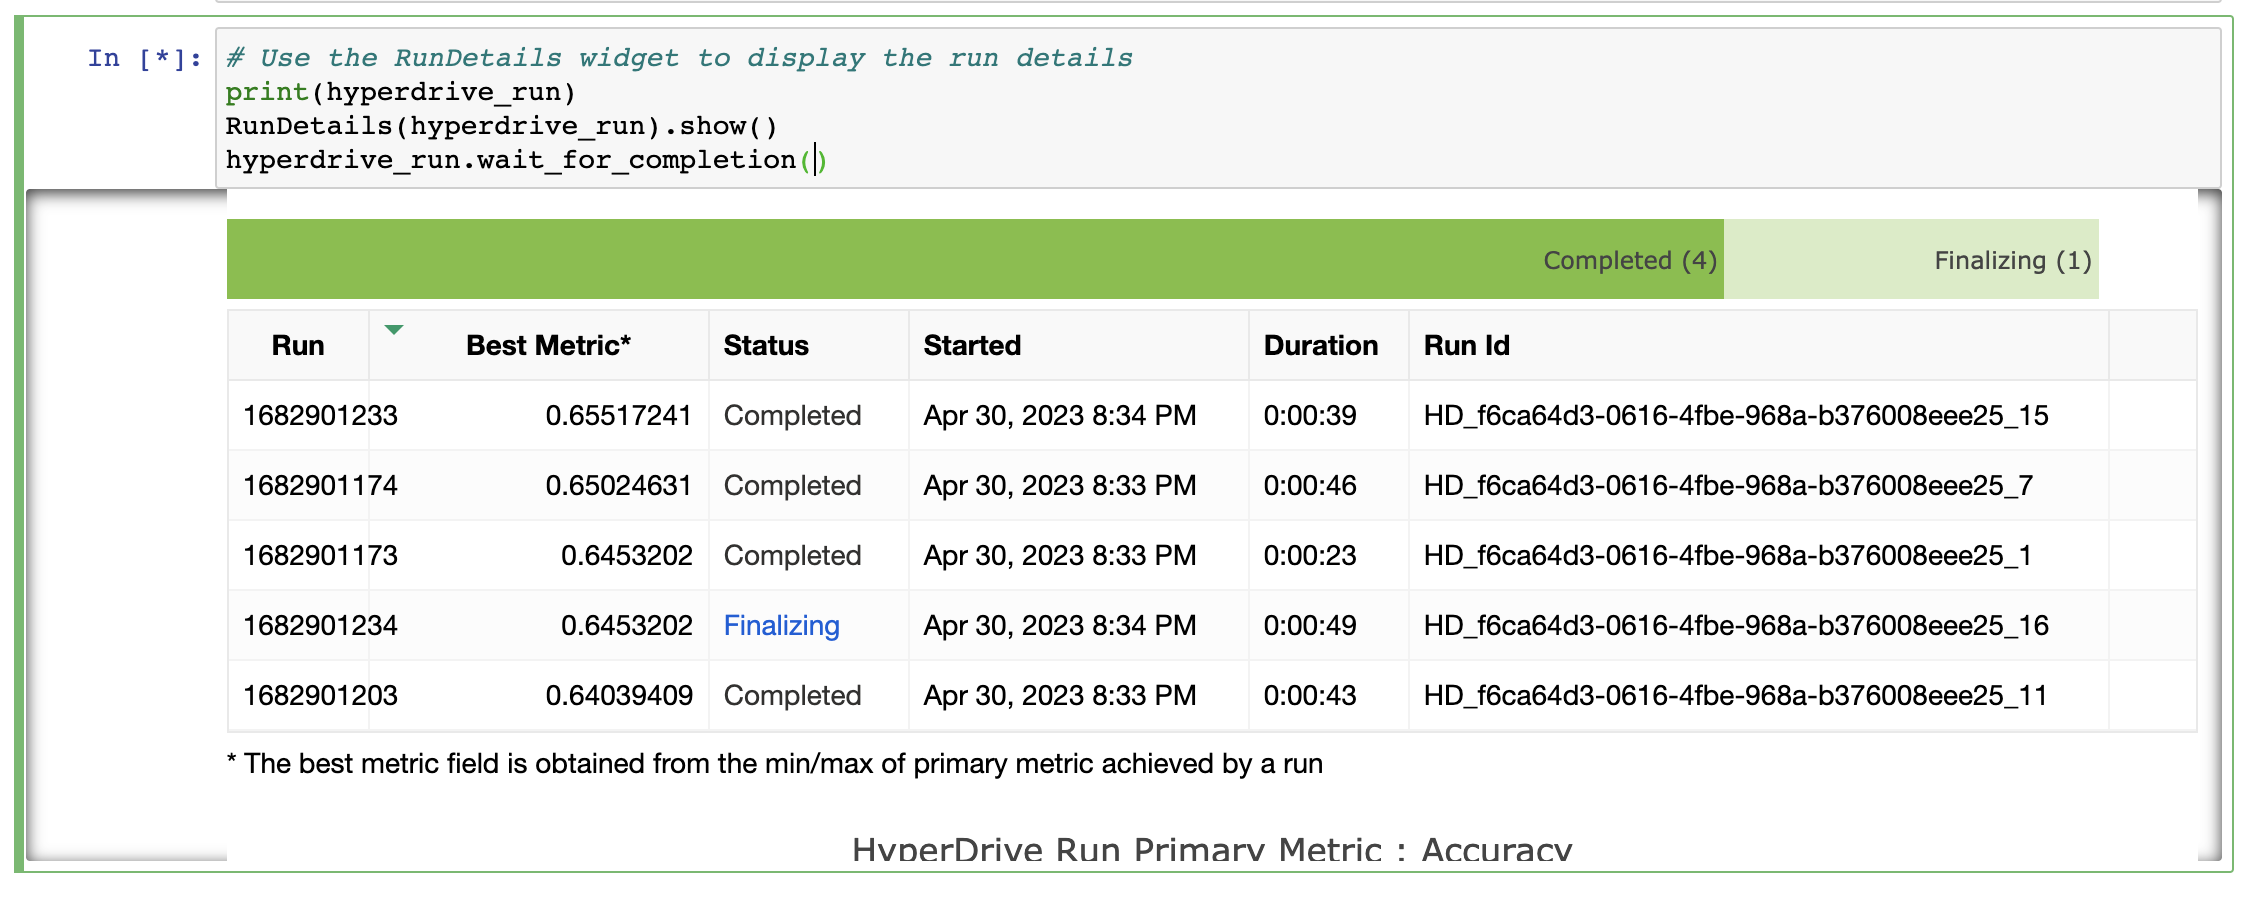 In [*]:
# Use the RunDetails widget to display the run details
print(hyperdrive_run)
RunDetails(hyperdrive_run).show()
hyperdrive_run.wait_for_completion()
Completed (4) Finalizing (1)
Run Best Metric* Status Started Duration Run Id
1682901233 0.65517241 Completed Apr 30, 2023 8:34 PM 0:00:39 HD_f6ca64d3-0616-4fbe-968a-b376008eee25_15
1682901174 0.65024631 Completed Apr 30, 2023 8:33 PM 0:00:46 HD_f6ca64d3-0616-4fbe-968a-b376008eee25_7
1682901173 0.6453202 Completed Apr 30, 2023 8:33 PM 0:00:23 HD_f6ca64d3-0616-4fbe-968a-b376008eee25_1
1682901234 0.6453202 Finalizing Apr 30, 2023 8:34 PM 0:00:49 HD_f6ca64d3-0616-4fbe-968a-b376008eee25_16
1682901203 0.64039409 Completed Apr 30, 2023 8:33 PM 0:00:43 HD_f6ca64d3-0616-4fbe-968a-b376008eee25_11
* The best metric field is obtained from the min/max of primary metric achieved by a run
HyperDrive Run Primary Metric : Accuracy